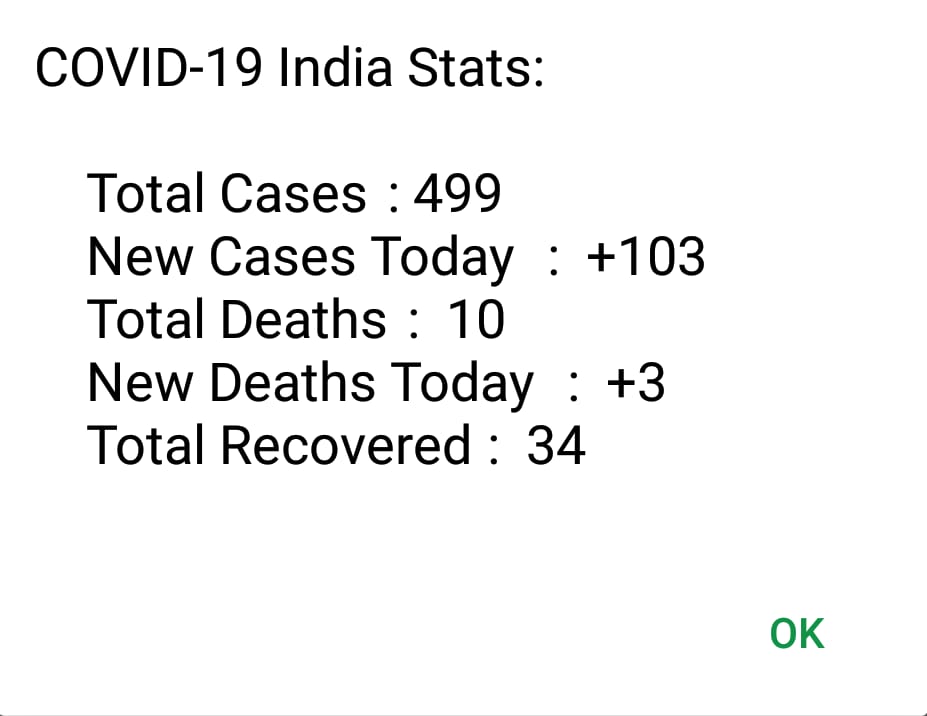 COVID-19 India Stats:
Total Cases : 499
New Cases Today : +103
Total Deaths : 10
New Deaths Today : +3
Total Recovered : 34
OK